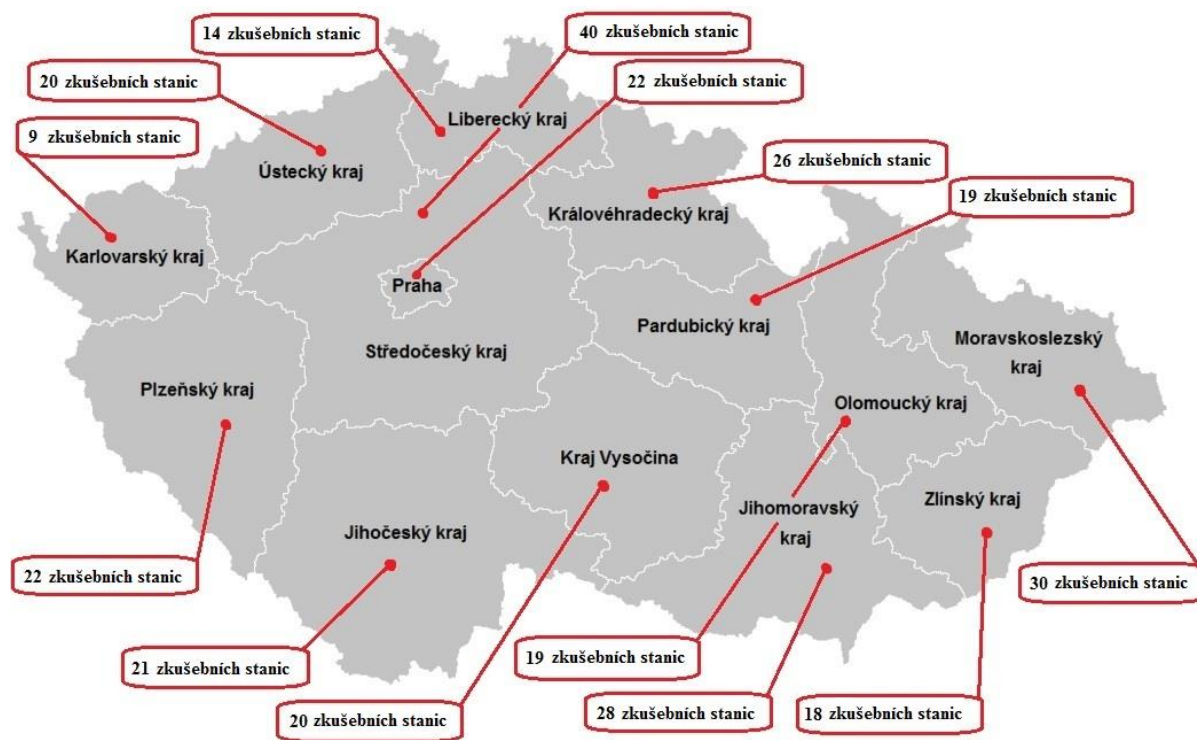 14 zkušebních stanic
40 zkušebních stanic
20 zkušebních stanic
22 zkušebních stanic
9 zkušebních stanic
Liberecký kraj
Ústecký kraj
26 zkušebních stanic
19 zkušebních stanic
Královéhradecký kraj
Karlovarský kraj
Praha
Pardubický kraj
Středočeský kraj
Moravskoslezský
kraj
Plzeňský kraj
Olomoucký kraj
Kraj Vysočina
Zlínský kraj
Jihomoravský
kraj
Jihočeský kraj
22 zkušebních stanic
30 zkušebních stanic
21 zkušebních stanic
19 zkušebních stanic
20 zkušebních stanic
28 zkušebních stanic
18 zkušebních stanic